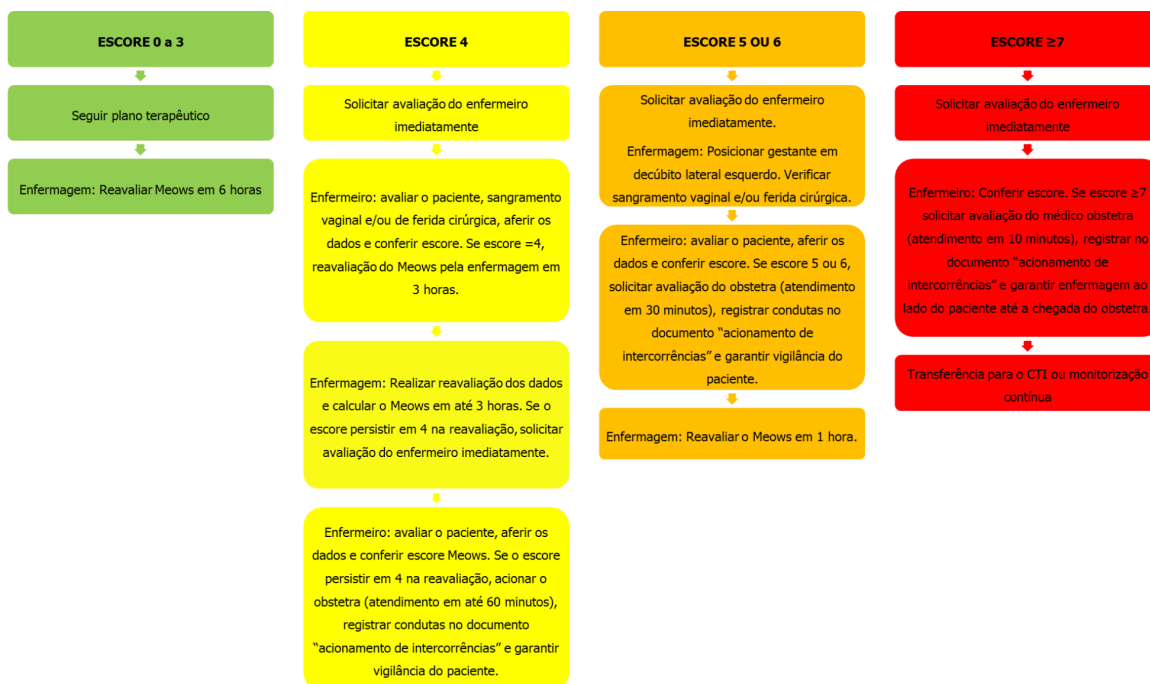 ESCORE 0 a 3
Seguir plano terapêutico
Enfermagem: Reavaliar Meows em 6 horas
ESCORE 4
Solicitar avaliação do enfermeiro
imediatamente
Enfermeiro: avaliar o paciente, sangramento
vaginal e/ou de ferida cirúrgica, aferir os
dados e conferir escore. Se escore =4,
reavaliação do Meows pela enfermagem em
3 horas.
Enfermagem: Realizar reavaliação dos dados
e calcular o Meows em até 3 horas. Se o
escore persistir em 4 na reavaliação, solicitar
avaliação do enfermeiro imediatamente.
Enfermeiro: avaliar o paciente, aferir os
dados e conferir escore Meows. Se o escore
persistir em 4 na reavaliação, acionar o
obstetra (atendimento em até 60 minutos),
registrar condutas no documento
“acionamento de intercorrências” e garantir
vigilância do paciente.
ESCORE 5 OU 6
Solicitar avaliação do enfermeiro
imediatamente.
Enfermagem: Posicionar gestante em
decúbito lateral esquerdo. Verificar
sangramento vaginal e/ou ferida cirúrgica.
Enfermeiro: avaliar o paciente, aferir os
dados e conferir escore. Se escore 5 ou 6,
solicitar avaliação do obstetra (atendimento
em 30 minutos), registrar condutas no
documento “acionamento de
intercorrências” e garantir vigilância do
paciente.
Enfermagem: Reavaliar o Meows em 1 hora.
ESCORE ≥7
Solicitar avaliação do enfermeiro
imediatamente
Enfermeiro: Conferir escore. Se escore ≥7
solicitar avaliação do médico obstetra
(atendimento em 10 minutos), registrar no
documento “acionamento de
intercorrências” e garantir enfermagem ao
lado do paciente até a chegada do obstetra.
Transferência para o CTI ou monitorização
contínua